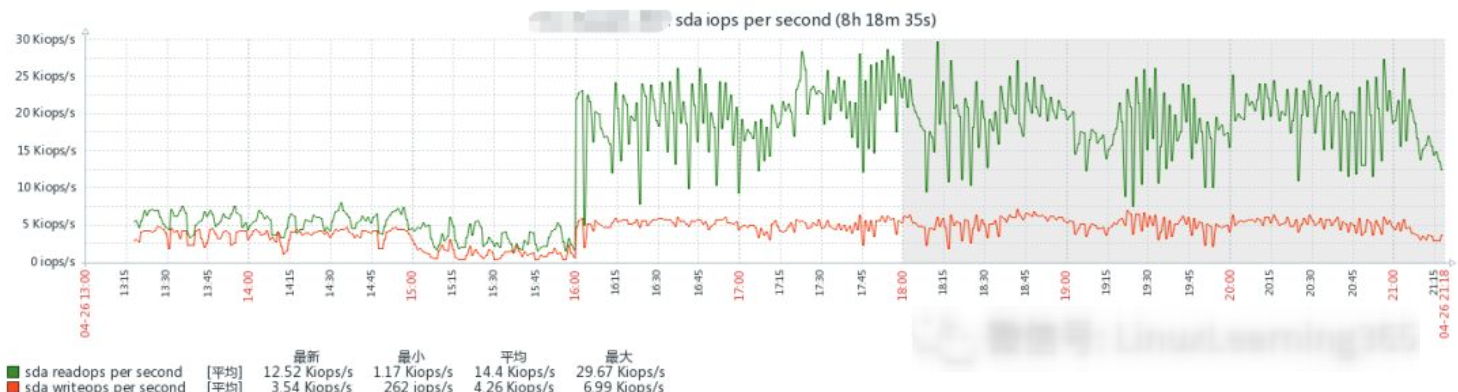 sda iops per second (8h 18m 35s)
30 Kiops/s
25 Kiops/s
20 Kiops/s
15 Kiops/s
10 Kiops/s
5 Kiops/s
0 iops/s
04-26 13:00
13:15
13:30
13:45
14:00
14:15
14:30
14:45
15:00
15:15
15:30
15:45
16:00
16:15
16:30
16:45
17:00
17:15
17:30
17:45
18:00
18:15
18:30
18:45
19:00
19:15
19:30
19:45
20:00
20:15
20:30
20:45
21:00
21:15
04-26 21:18
微信号: LinuxLearning365
最新 最小 平均 最大
sda readops per second [平均] 12.52 Kiops/s 1.17 Kiops/s 14.4 Kiops/s 29.67 Kiops/s
sda writeops per second [平均] 3.54 Kiops/s 262 iops/s 4.26 Kiops/s 6.99 Kiops/s